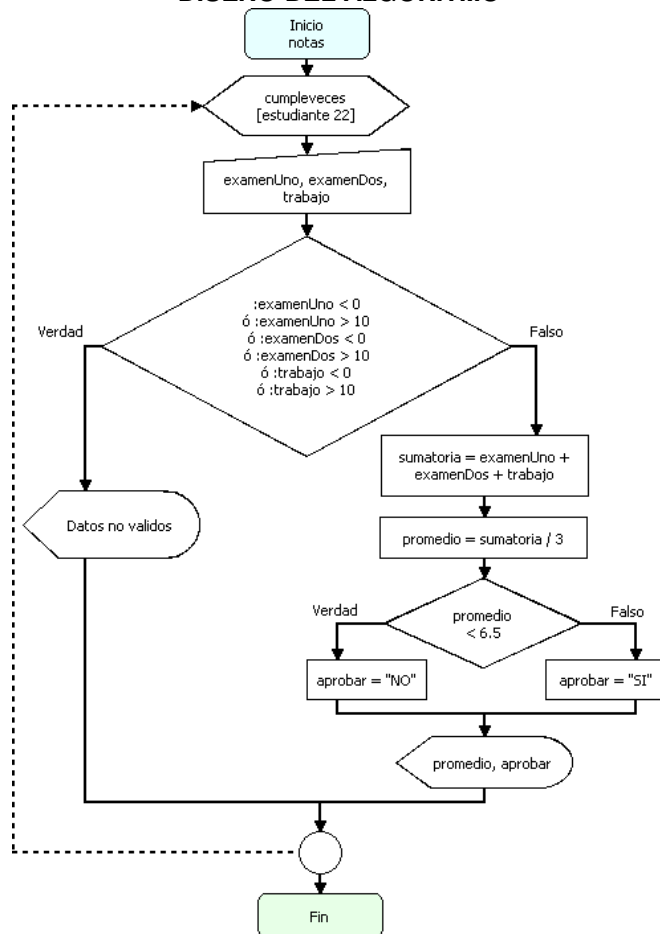 DISEÑO DEL ALGORITMO
Inicio
notas
cumpleveces
[estudiante 22]
examenUno, examenDos,
trabajo
:examenUno < 0
ó :examenUno > 10
ó :examenDos < 0
ó :examenDos > 10
ó :trabajo < 0
ó :trabajo > 10
Verdad
Falso
Datos no validos
sumatoria = examenUno +
examenDos + trabajo
promedio = sumatoria / 3
promedio
< 6.5
Verdad
Falso
aprobar = "NO"
aprobar = "SI"
promedio, aprobar
Fin